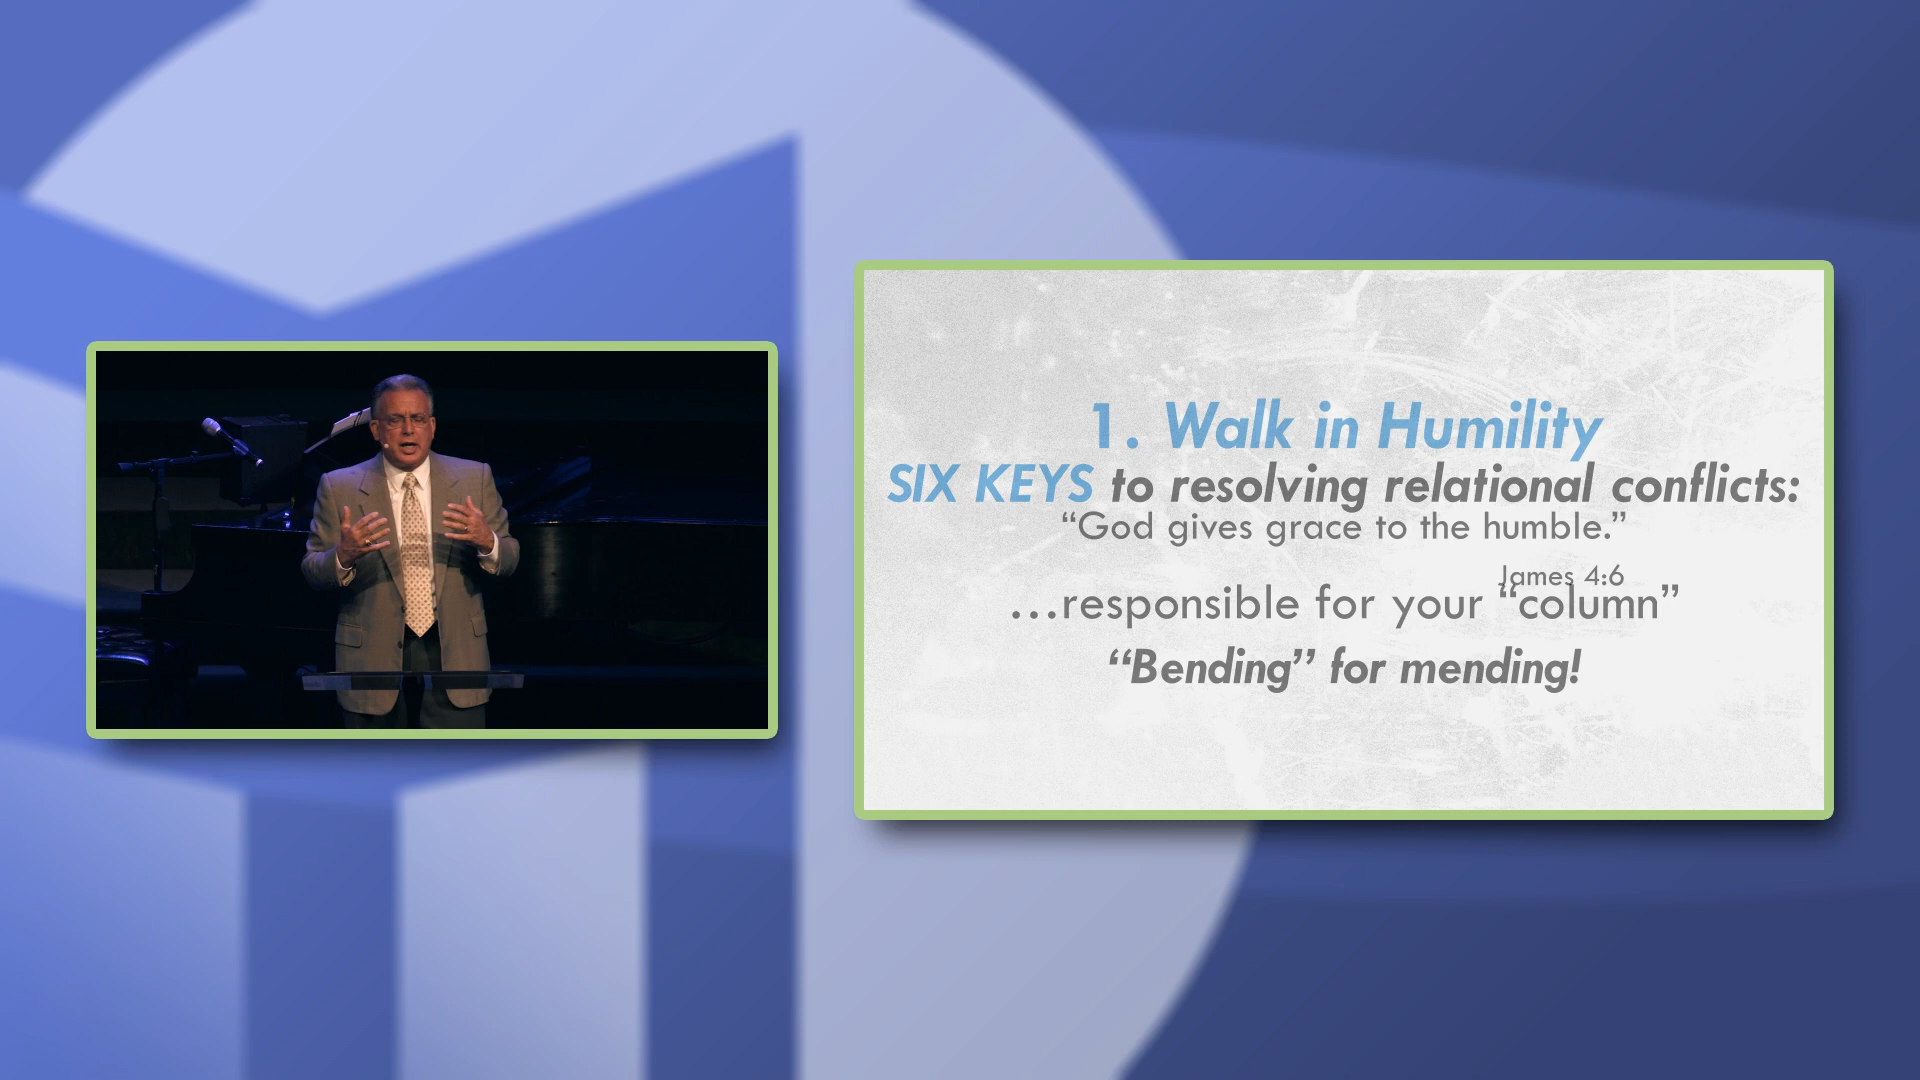 1. Walk in Humility
SIX KEYS to resolving relational conflicts:
“God gives grace to the humble.”
James 4:6
…responsible for your “column”
“Bending” for mending!